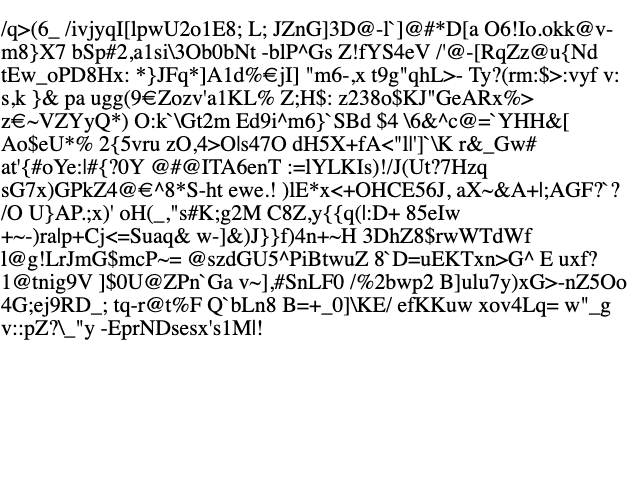 /q>(6_ /ivjyqI[lpwU2o1E8; L; JZnG]3D@-l`]@#*D[a O6!Io.okk@v-
m8}X7 bSp#2,a1si\3Ob0bNt -blP^Gs Z!fYS4eV /'@-[RqZz@u{Nd
tEw_oPD8Hx: *}JFq*]A1d%€jI] "m6-,x t9g"qhL>- Ty?(rm:$>:vyf v:
s,k }& pa ugg(9€Zozv'a1KL% Z;H$: z238o$KJ"GeARx%>
z€~VZYyQ*) O:k`\Gt2m Ed9i^m6}`SBd $4 \6&^c@=`YHH&[
Ao$eU*% 2{5vru zO,4>O|s47O dH5X+fA<"ll']`\K r&_Gw#
at'{#oYe:|#{?0Y @#@ITA6enT :=lYLKIs)!/J(Ut?7Hzq
sG7x)GPkZ4@€^8*S-ht ewe.! )lE*x<+OHCE56J, aX~&A+|;AGF?`?
/O U}AP.;x)' oH(_,"s#K;g2M C8Z,y{{q(|:D+ 85eIw
+~-)ra|p+Cj<=Suaq& w-]&)J}}f)4n+~H 3DhZ8$rwWTdWf
l@g!LrJmG$mcP~= @szdGU5^PiBtwuZ 8`D=uEKTxn>G^ E uxf?
1@tnig9V ]$0U@ZPn`Ga v~],#SnLF0 /%2bwp2 B]ulu7y)xG>-nZ5Oo
4G;ej9RD_; tq-r@t%F Q`bLn8 B=+_0]\KE/ efKKuw xov4Lq= w"_g
v::pZ?\_"y -EprNDsesx's1M|!